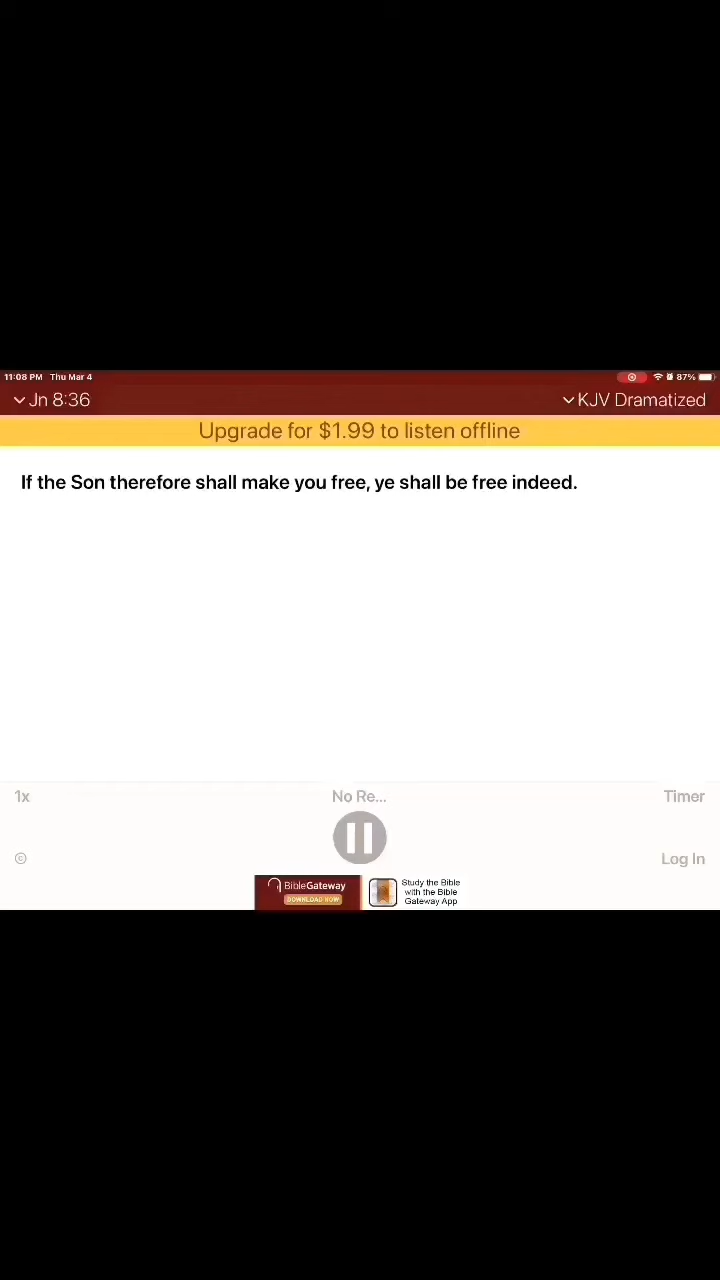 11:08 PM Thu Mar 4
87%
Jn 8:36
KJV Dramatized
Upgrade for $1.99 to listen offline
If the Son therefore shall make you free, ye shall be free indeed.
1x
No Re...
Timer
©
Log In
BibleGateway
DOWNLOAD NOW
Study the Bible
with the Bible
Gateway App